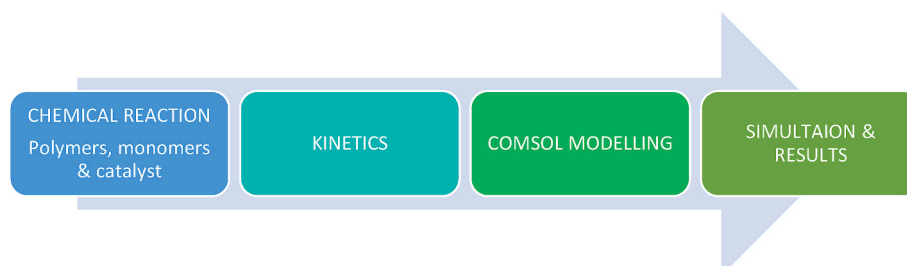 CHEMICAL REACTION
Polymers, monomers
& catalyst
KINETICS
COMSOL MODELLING
SIMULTAION &
RESULTS